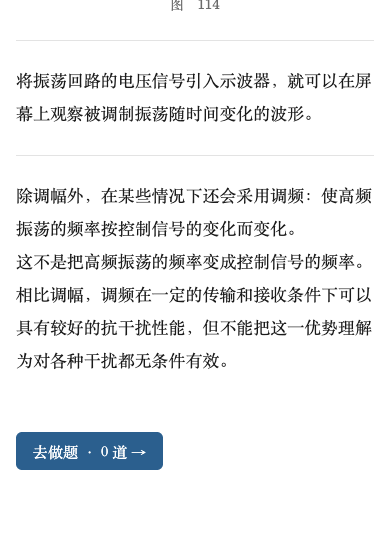 图 114
将振荡回路的电压信号引入示波器，就可以在屏
幕上观察被调制振荡随时间变化的波形。
除调幅外，在某些情况下还会采用调频：使高频
振荡的频率按控制信号的变化而变化。
这不是把高频振荡的频率变成控制信号的频率。
相比调幅，调频在一定的传输和接收条件下可以
具有较好的抗干扰性能，但不能把这一优势理解
为对各种干扰都无条件有效。
去做题 · 0 道 →